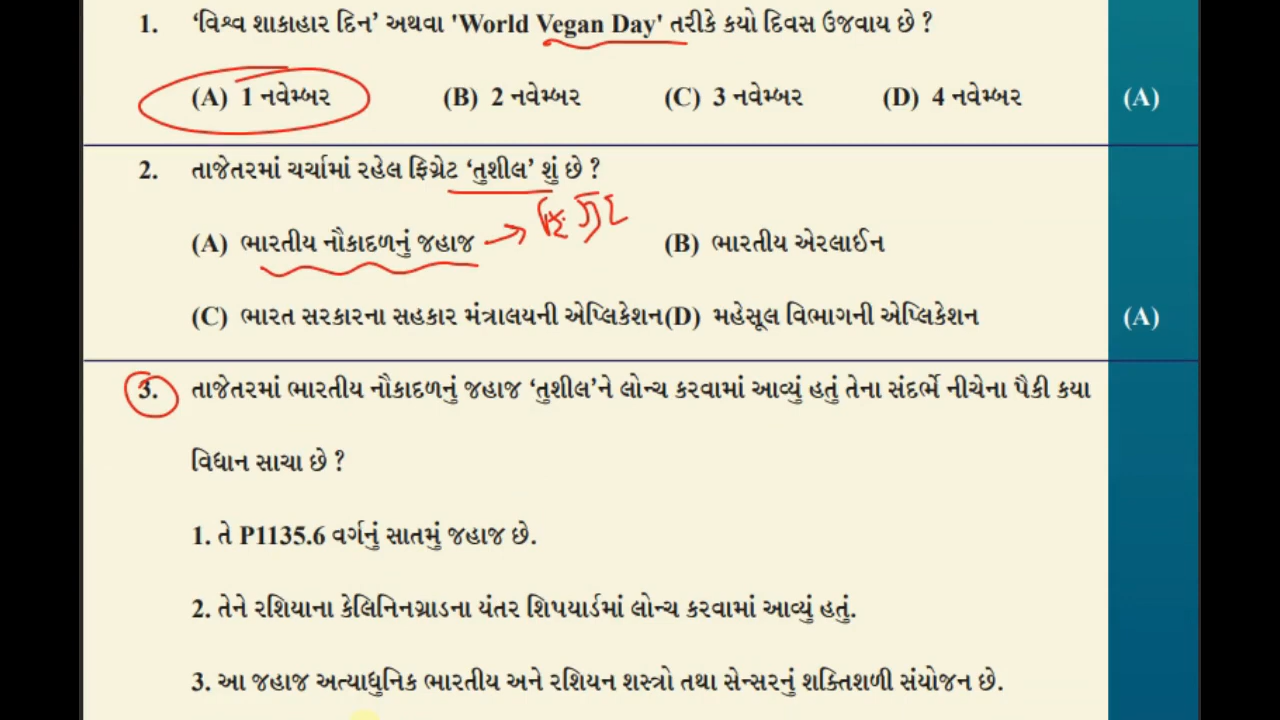 1. ‘વિશ્વ શાકાહાર દિન’ અથવા 'World Vegan Day' તરીકે કયો દિવસ ઉજવાય છે ?
(A) 1 નવેમ્બર (B) 2 નવેમ્બર (C) 3 નવેમ્બર (D) 4 નવેમ્બર (A)
2. તાજેતરમાં ચર્ચામાં રહેલ ફિગ્રેટ ‘તુશીલ’ શું છે ?
(A) ભારતીય નૌકાદળનું જહાજ (B) ભારતીય એરલાઈન
(C) ભારત સરકારના સહકાર મંત્રાલયની એપ્લિકેશન(D) મહેસૂલ વિભાગની એપ્લિકેશન (A)
3. તાજેતરમાં ભારતીય નૌકાદળનું જહાજ ‘તુશીલ’ને લોન્ચ કરવામાં આવ્યું હતું તેના સંદર્ભે નીચેના પૈકી કયા
વિધાન સાચા છે ?
1. તે P1135.6 વર્ગનું સાતમું જહાજ છે.
2. તેને રશિયાના કેલિનિનગ્રાડના યંતર શિપયાર્ડમાં લોન્ચ કરવામાં આવ્યું હતું.
3. આ જહાજ અત્યાધુનિક ભારતીય અને રશિયન શસ્ત્રો તથા સેન્સરનું શક્તિશળી સંયોજન છે.